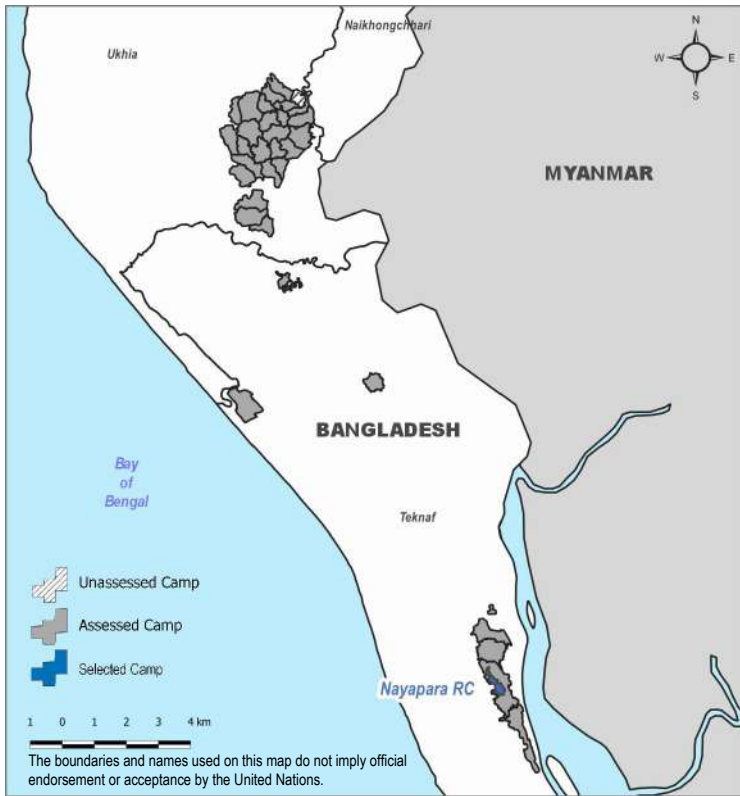 Naikhongchhari
Ukhia
N
W E
S
MYANMAR
BANGLADESH
Bay
of
Bengal
Teknaf
Unassessed Camp
Assessed Camp
Selected Camp
Nayapara RC
1 0 1 2 3 4 km
The boundaries and names used on this map do not imply official
endorsement or acceptance by the United Nations.